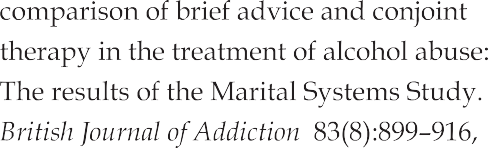 comparison of brief advice and conjoint
therapy in the treatment of alcohol abuse:
The results of the Marital Systems Study.
British Journal of Addiction 83(8):899–916,